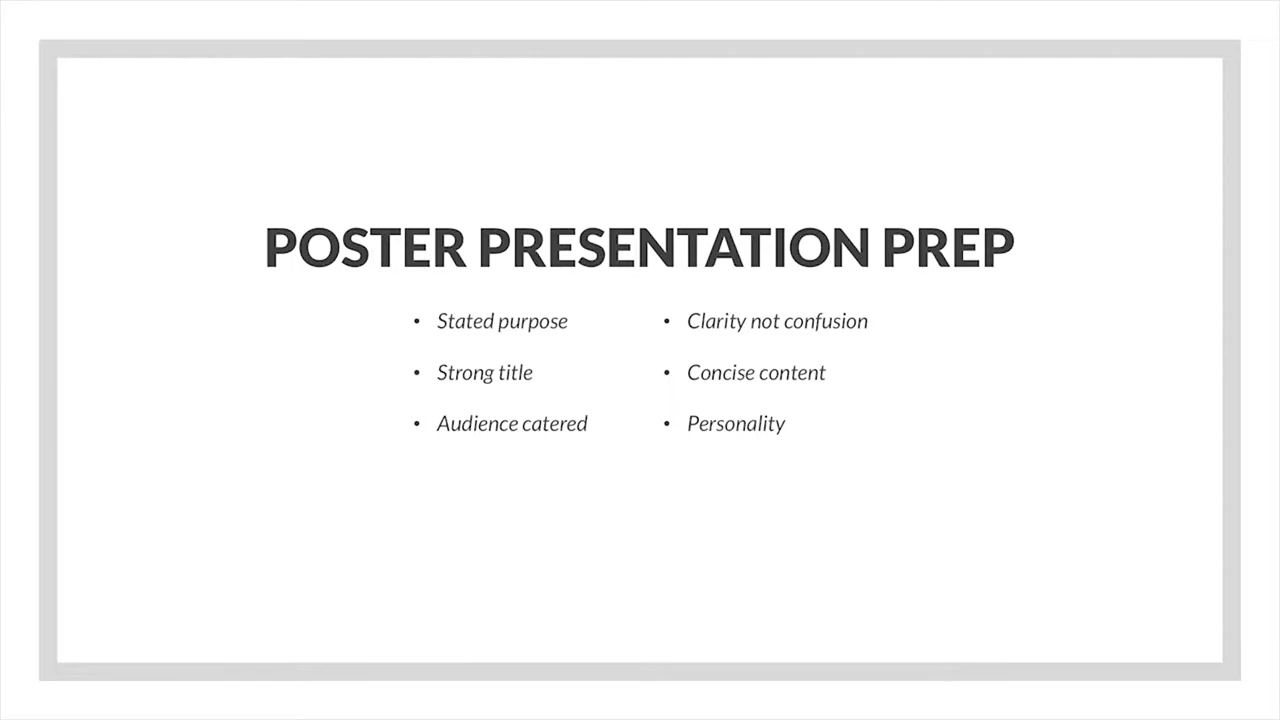 POSTER PRESENTATION PREP
• Stated purpose
• Strong title
• Audience catered
• Clarity not confusion
• Concise content
• Personality